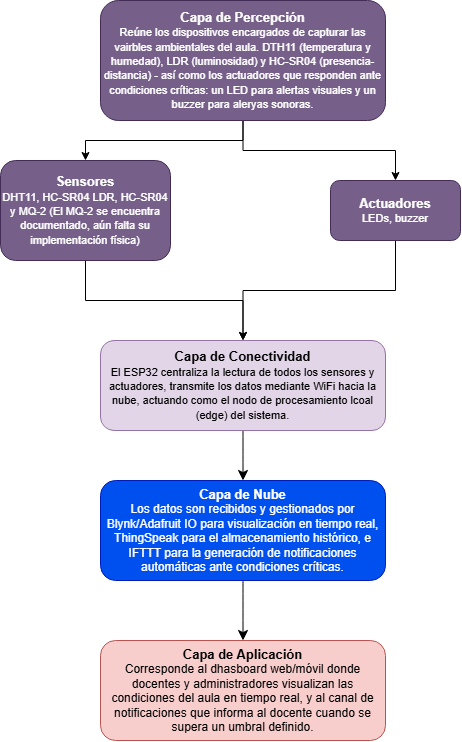 Capa de Percepción
Reúne los dispositivos encargados de capturar las
vairbles ambientales del aula. DTH11 (temperatura y
humedad), LDR (luminosidad) y HC-SR04 (presencia-
distancia) - así como los actuadores que responden ante
condiciones críticas: un LED para alertas visuales y un
buzzer para aleryas sonoras.
Sensores
DHT11, HC-SR04 LDR, HC-SR04
y MQ-2 (El MQ-2 se encuentra
documentado, aún falta su
implementación física)
Actuadores
LEDs, buzzer
Capa de Conectividad
El ESP32 centraliza la lectura de todos los sensores y
actuadores, transmite los datos mediante WiFi hacia la
nube, actuando como el nodo de procesamiento lcoal
(edge) del sistema.
Capa de Nube
Los datos son recibidos y gestionados por
Blynk/Adafruit IO para visualización en tiempo real,
ThingSpeak para el almacenamiento histórico, e
IFTTT para la generación de notificaciones
automáticas ante condiciones críticas.
Capa de Aplicación
Corresponde al dhasboard web/móvil donde
docentes y administradores visualizan las
condiciones del aula en tiempo real, y al canal de
notificaciones que informa al docente cuando se
supera un umbral definido.